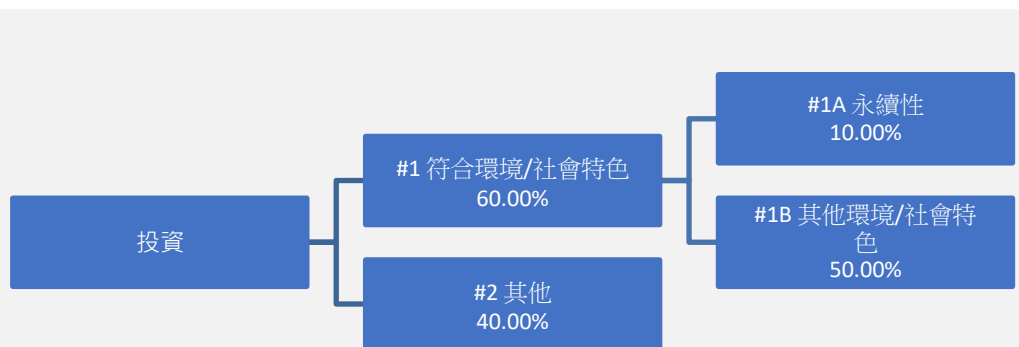 投資
#1 符合環境/社會特色
60.00%
#2 其他
40.00%
#1A 永續性
10.00%
#1B 其他環境/社會特
色
50.00%